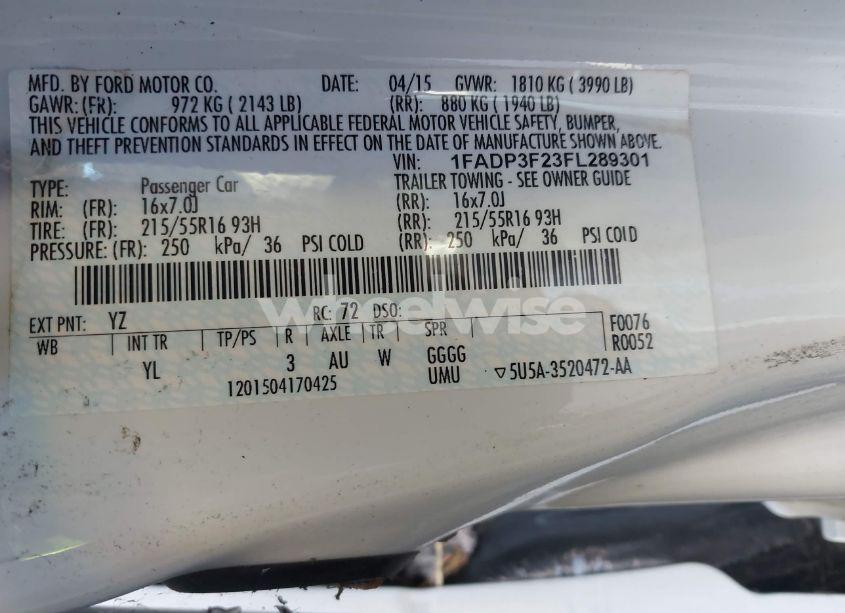 MFD. BY FORD MOTOR CO. DATE: 04/15 GVWR: 1810 KG ( 3990 LB)
GAWR: (FR): 972 KG ( 2143 LB) (RR): 880 KG ( 1940 LB)
THIS VEHICLE CONFORMS TO ALL APPLICABLE FEDERAL MOTOR VEHICLE SAFETY, BUMPER,
AND THEFT PREVENTION STANDARDS IN EFFECT ON THE DATE OF MANUFACTURE SHOWN ABOVE.
VIN: 1FADP3F23FL289301
TYPE: Passenger Car TRAILER TOWING - SEE OWNER GUIDE
RIM: (FR): 16x7.0J (RR): 16x7.0J
TIRE: (FR): 215/55R16 93H (RR): 215/55R16 93H
PRESSURE: (FR): 250 kPa/ 36 PSI COLD (RR): 250 kPa/ 36 PSI COLD
wheelwise
EXT PNT: YZ RC: 72 DSO:
WB INT TR TP/PS R AXLE TR SPR F0076
R0052
YL 3 AU W GGGG
UMU ▽5U5A-3520472-AA
1201504170425